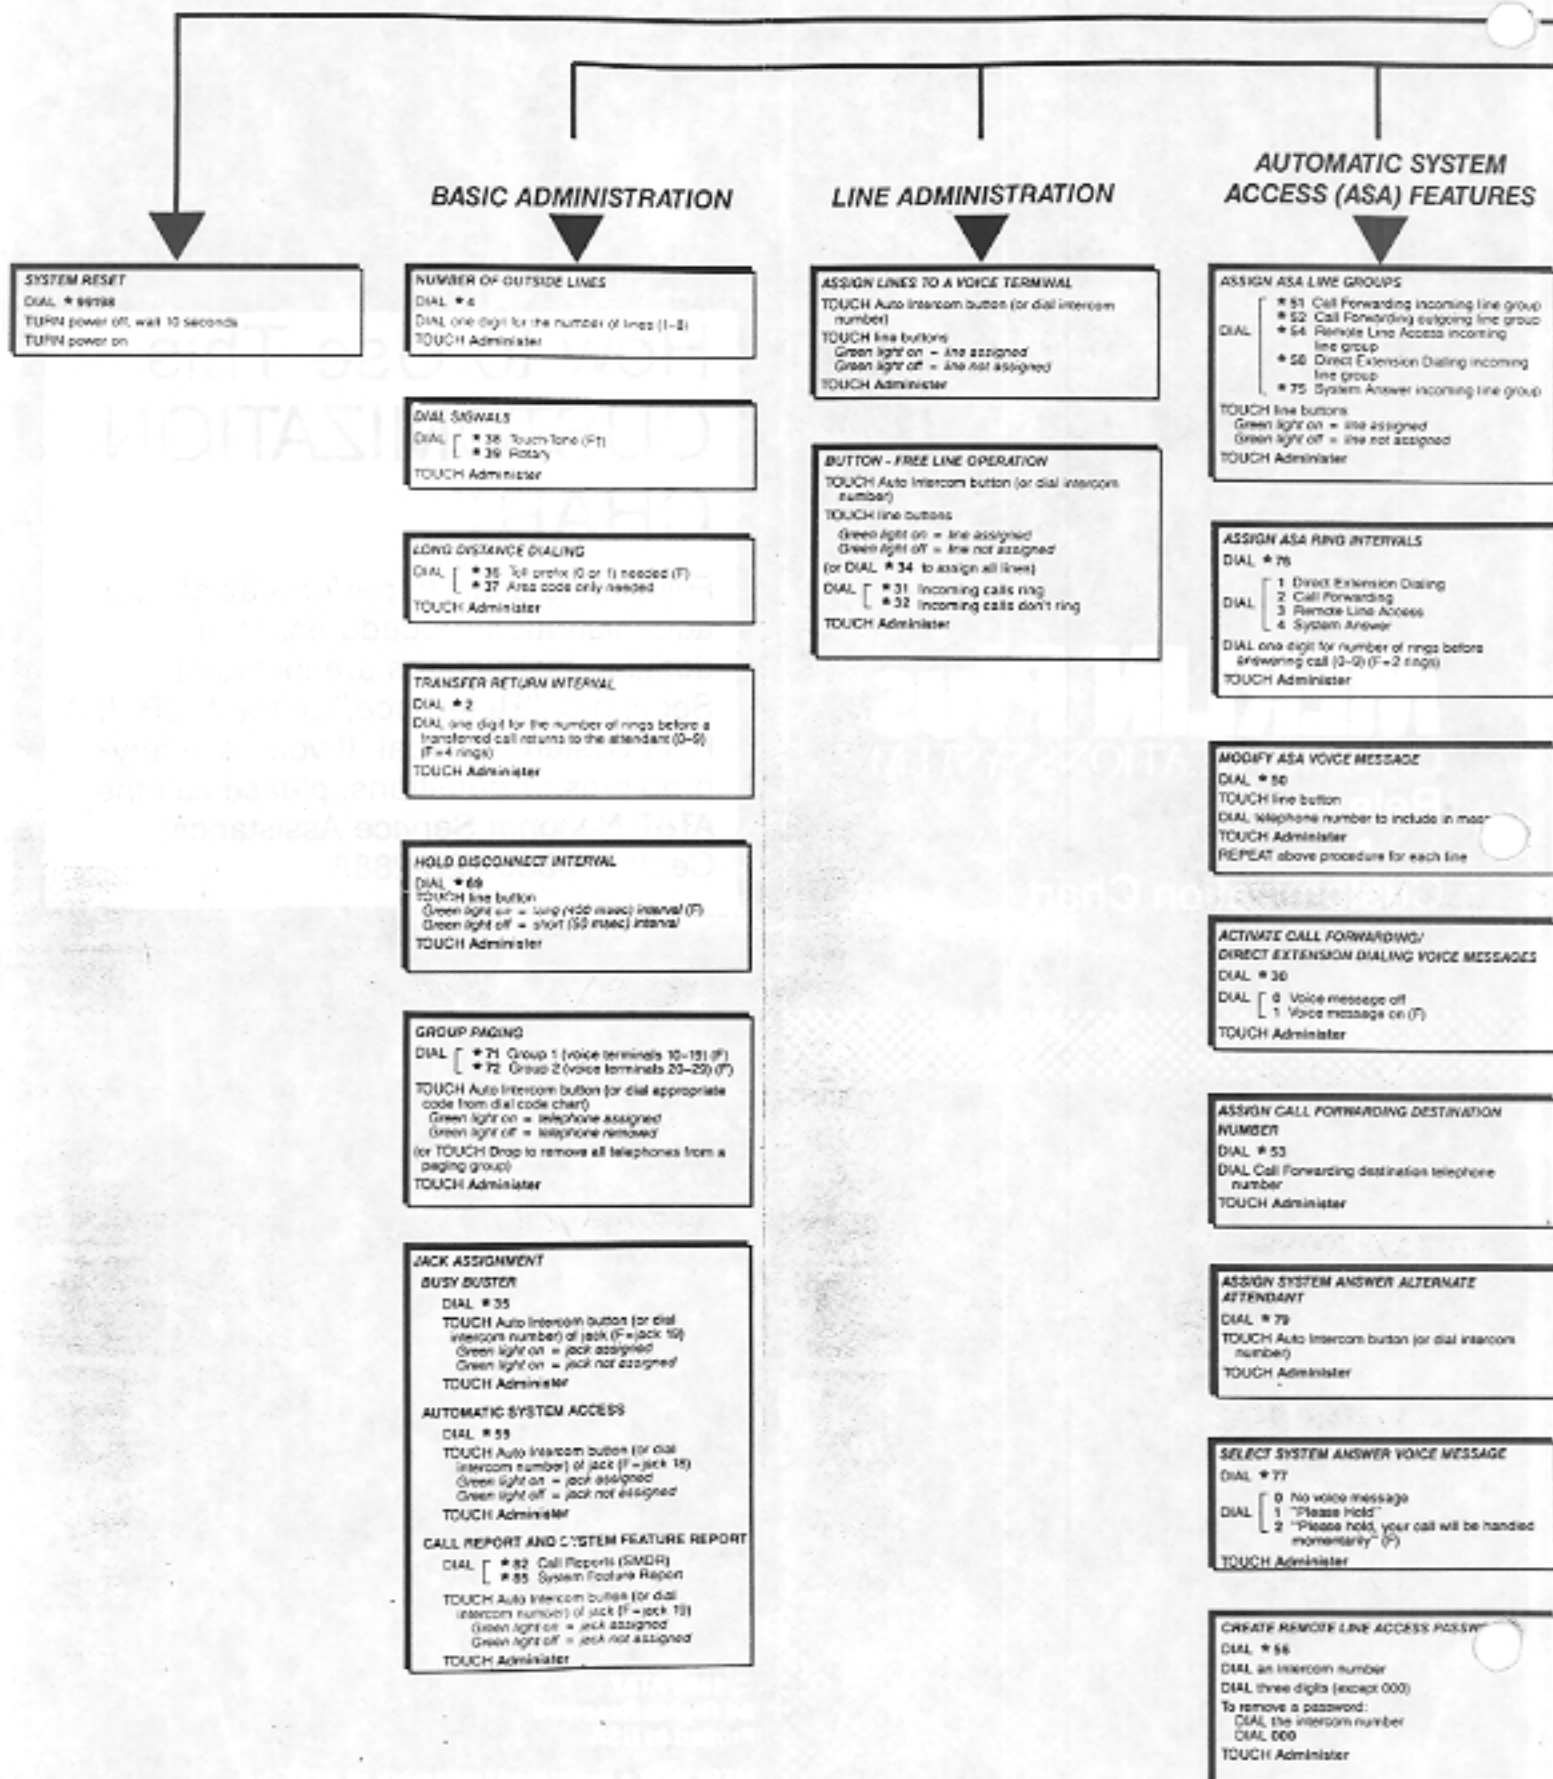 SYSTEM RESET
DIAL *99198
TURN power off, wait 10 seconds
TURN power on
BASIC ADMINISTRATION
NUMBER OF OUTSIDE LINES
DIAL *4
DIAL one digit for the number of lines (1-8)
TOUCH Administer
DIAL SIGNALS
DIAL [ *38 Touch-Tone (F†)
*39 Rotary
TOUCH Administer
LONG DISTANCE DIALING
DIAL [ *36 Toll prefix (0 or 1) needed (F)
*37 Area code only needed
TOUCH Administer
TRANSFER RETURN INTERVAL
DIAL *2
DIAL one digit for the number of rings before a
transferred call returns to the attendant (0–9)
(F=4 rings)
TOUCH Administer
HOLD DISCONNECT INTERVAL
DIAL *69
TOUCH line button
Green light on = long (450 msec) interval (F)
Green light off = short (50 msec) interval
TOUCH Administer
GROUP PAGING
DIAL [ *71 Group 1 (voice terminals 10–19) (F)
*72 Group 2 (voice terminals 20–29) (F)
TOUCH Auto Intercom button (or dial appropriate
code from dial code chart)
Green light on = telephone assigned
Green light off = telephone removed
(or TOUCH Drop to remove all telephones from a
paging group)
TOUCH Administer
JACK ASSIGNMENT
BUSY BUSTER
DIAL *35
TOUCH Auto Intercom button (or dial
intercom number) of jack (F=jack 19)
Green light on = jack assigned
Green light on = jack not assigned
TOUCH Administer
AUTOMATIC SYSTEM ACCESS
DIAL *59
TOUCH Auto Intercom button (or dial
intercom number) of jack (F=jack 18)
Green light on = jack assigned
Green light off = jack not assigned
TOUCH Administer
CALL REPORT AND SYSTEM FEATURE REPORT
DIAL [ *82 Call Reports (SMDR)
*85 System Feature Report
TOUCH Auto Intercom button (or dial
intercom number) of jack (F=jack 19)
Green light on = jack assigned
Green light off = jack not assigned
TOUCH Administer
LINE ADMINISTRATION
ASSIGN LINES TO A VOICE TERMINAL
TOUCH Auto Intercom button (or dial intercom
number)
TOUCH line buttons
Green light on = line assigned
Green light off = line not assigned
TOUCH Administer
BUTTON - FREE LINE OPERATION
TOUCH Auto Intercom button (or dial intercom
number)
TOUCH line buttons
Green light on = line assigned
Green light off = line not assigned
(or DIAL *34 to assign all lines)
DIAL [ *31 Incoming calls ring
*32 Incoming calls don't ring
TOUCH Administer
AUTOMATIC SYSTEM
ACCESS (ASA) FEATURES
ASSIGN ASA LINE GROUPS
DIAL [ *51 Call Forwarding incoming line group
*52 Call Forwarding outgoing line group
*54 Remote Line Access incoming
line group
*58 Direct Extension Dialing incoming
line group
*75 System Answer incoming line group
TOUCH line buttons
Green light on = line assigned
Green light off = line not assigned
TOUCH Administer
ASSIGN ASA RING INTERVALS
DIAL *76
DIAL [ 1 Direct Extension Dialing
2 Call Forwarding
3 Remote Line Access
4 System Answer
DIAL one digit for number of rings before
answering call (0–9) (F=2 rings)
TOUCH Administer
MODIFY ASA VOICE MESSAGE
DIAL *50
TOUCH line button
DIAL telephone number to include in
TOUCH Administer
REPEAT above procedure for each line
ACTIVATE CALL FORWARDING/
DIRECT EXTENSION DIALING VOICE MESSAGES
DIAL *30
DIAL [ 0 Voice message off
1 Voice message on (F)
TOUCH Administer
ASSIGN CALL FORWARDING DESTINATION
NUMBER
DIAL *53
DIAL Call Forwarding destination telephone
number
TOUCH Administer
ASSIGN SYSTEM ANSWER ALTERNATE
ATTENDANT
DIAL *79
TOUCH Auto Intercom button (or dial intercom
number)
TOUCH Administer
SELECT SYSTEM ANSWER VOICE MESSAGE
DIAL *77
DIAL [ 0 No voice message
1 "Please Hold"
2 "Please hold, your call will be handled
momentarily" (F)
TOUCH Administer
CREATE REMOTE LINE ACCESS
DIAL *56
DIAL an intercom number
DIAL three digits (except 000)
To remove a password:
DIAL the intercom number
DIAL 000
TOUCH Administer